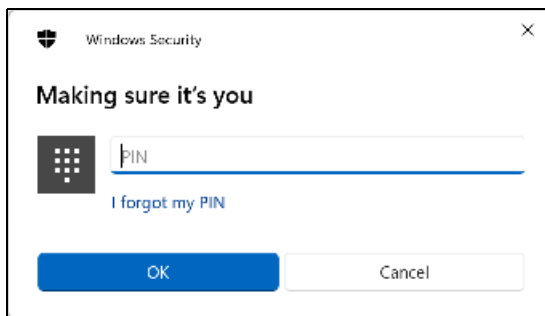 Windows Security
Making sure it's you
PIN
I forgot my PIN
OK
Cancel